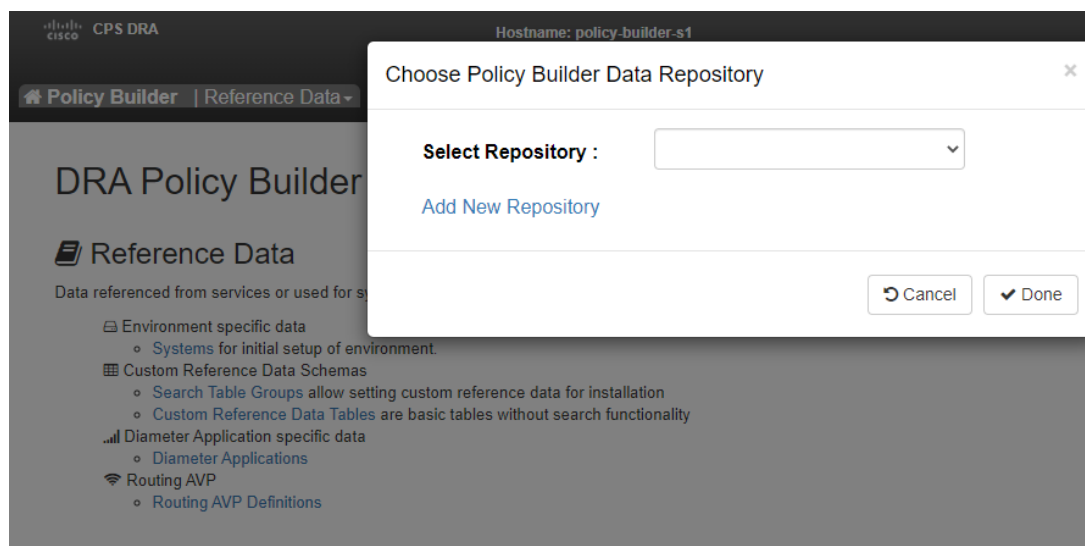 cisco CPS DRA
Hostname: policy-builder-s1
Policy Builder | Reference Data
Choose Policy Builder Data Repository
×
Select Repository :
Add New Repository
Cancel
Done
DRA Policy Builder
Reference Data
Data referenced from services or used for s
Environment specific data
Systems for initial setup of environment.
Custom Reference Data Schemas
Search Table Groups allow setting custom reference data for installation
Custom Reference Data Tables are basic tables without search functionality
Diameter Application specific data
Diameter Applications
Routing AVP
Routing AVP Definitions